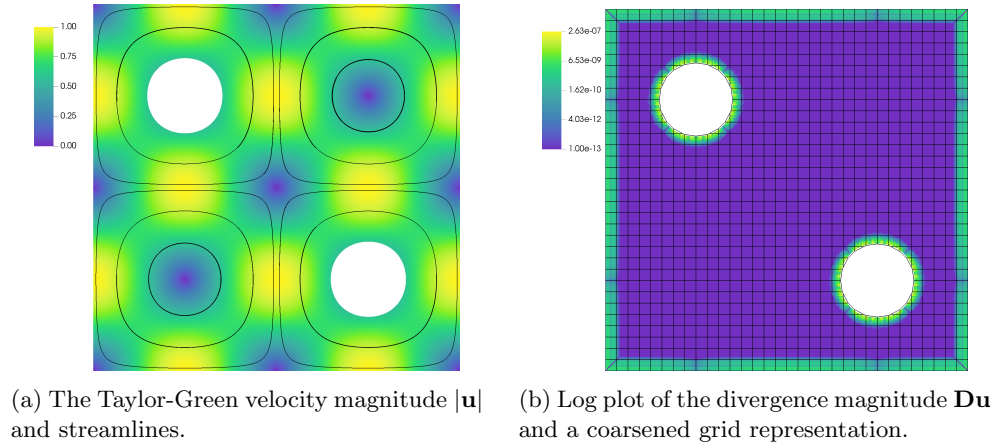 1.00
0.75
0.50
0.25
0.00
2.63e-07
6.53e-09
1.62e-10
4.03e-12
1.00e-13
(a) The Taylor-Green velocity magnitude |𝐮|
and streamlines.
(b) Log plot of the divergence magnitude 𝐃𝐮
and a coarsened grid representation.